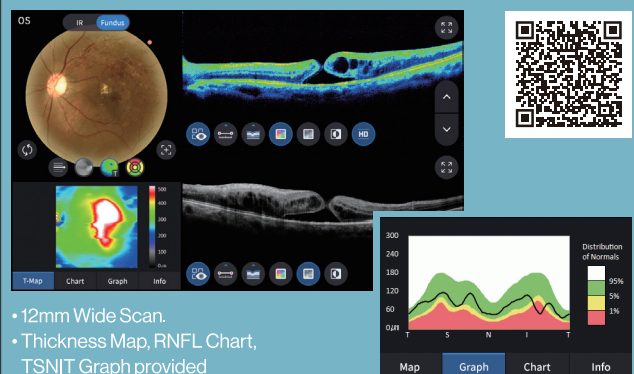 OS
IR Fundus
T
HD
500
400
300
200
100
0μm
T-Map Chart Graph Info
300
240
180
120
60
0μm
T S N I T
Distribution
of Normals
95%
5%
1%
Map Graph Chart Info
• 12mm Wide Scan.
• Thickness Map, RNFL Chart,
TSNIT Graph provided